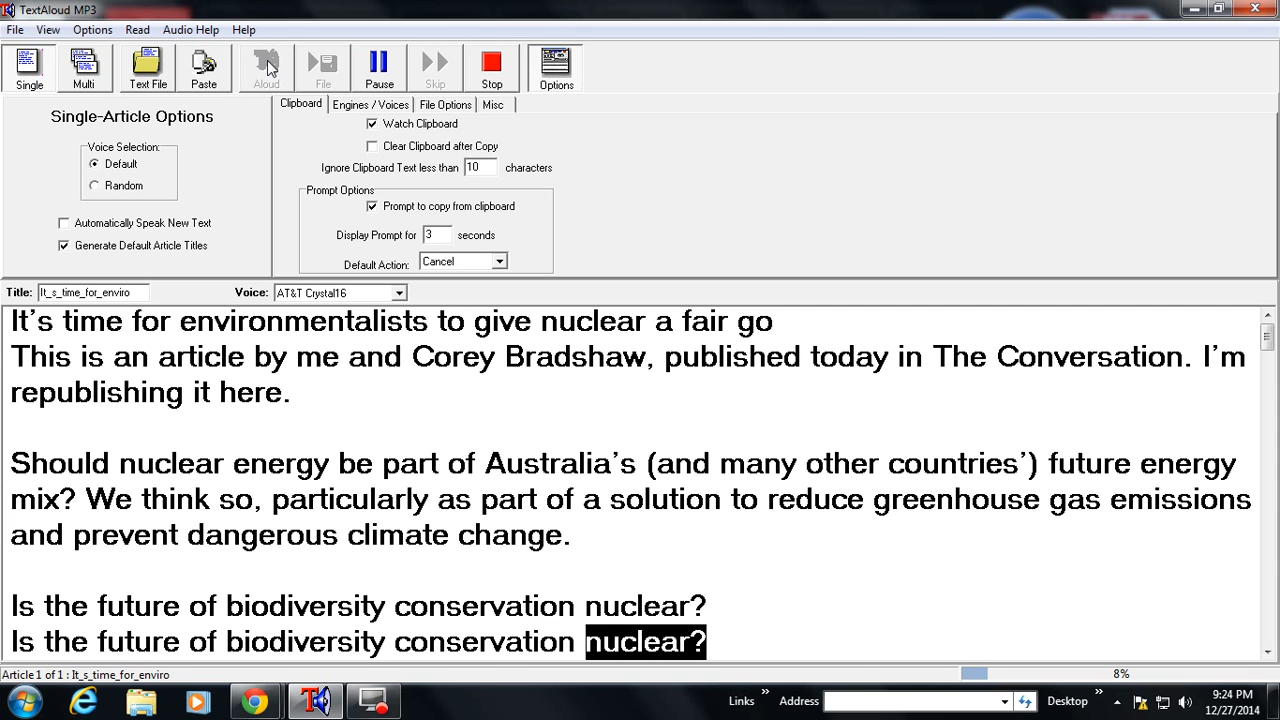 TextAloud MP3
File View Options Read Audio Help Help
Single Multi Text File Paste Aloud File Pause Skip Stop Options
Single-Article Options
Voice Selection:
Default
Random
Automatically Speak New Text
Generate Default Article Titles
Clipboard Engines / Voices File Options Misc
Watch Clipboard
Clear Clipboard after Copy
Ignore Clipboard Text less than 10 characters
Prompt Options
Prompt to copy from clipboard
Display Prompt for 3 seconds
Default Action: Cancel
Title: It_s_time_for_enviro Voice: AT&T Crystal16
It's time for environmentalists to give nuclear a fair go
This is an article by me and Corey Bradshaw, published today in The Conversation. I'm
republishing it here.
Should nuclear energy be part of Australia's (and many other countries') future energy
mix? We think so, particularly as part of a solution to reduce greenhouse gas emissions
and prevent dangerous climate change.
Is the future of biodiversity conservation nuclear?
Is the future of biodiversity conservation nuclear?
Article 1 of 1 : It_s_time_for_enviro 8%
Links » Address Desktop » 9:24 PM
12/27/2014